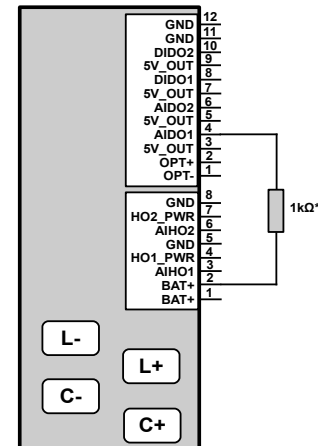 GND 12
GND 11
DIDO2 10
5V_OUT 9
DIDO1 8
5V_OUT 7
AIDO2 6
5V_OUT 5
AIDO1 4
5V_OUT 3
OPT+ 2
OPT- 1
GND 8
HO2_PWR 7
AIHO2 6
GND 5
HO1_PWR 4
AIHO1 3
BAT+ 2
BAT+ 1
1kΩ*
L-
L+
C-
C+